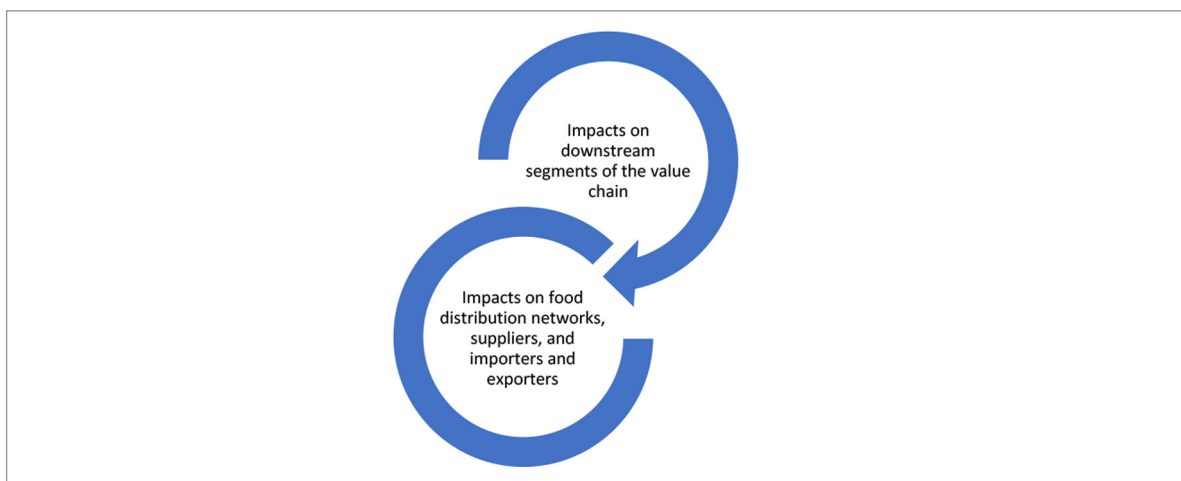 Impacts on
downstream
segments of the value
chain
Impacts on food
distribution networks,
suppliers, and
importers and
exporters